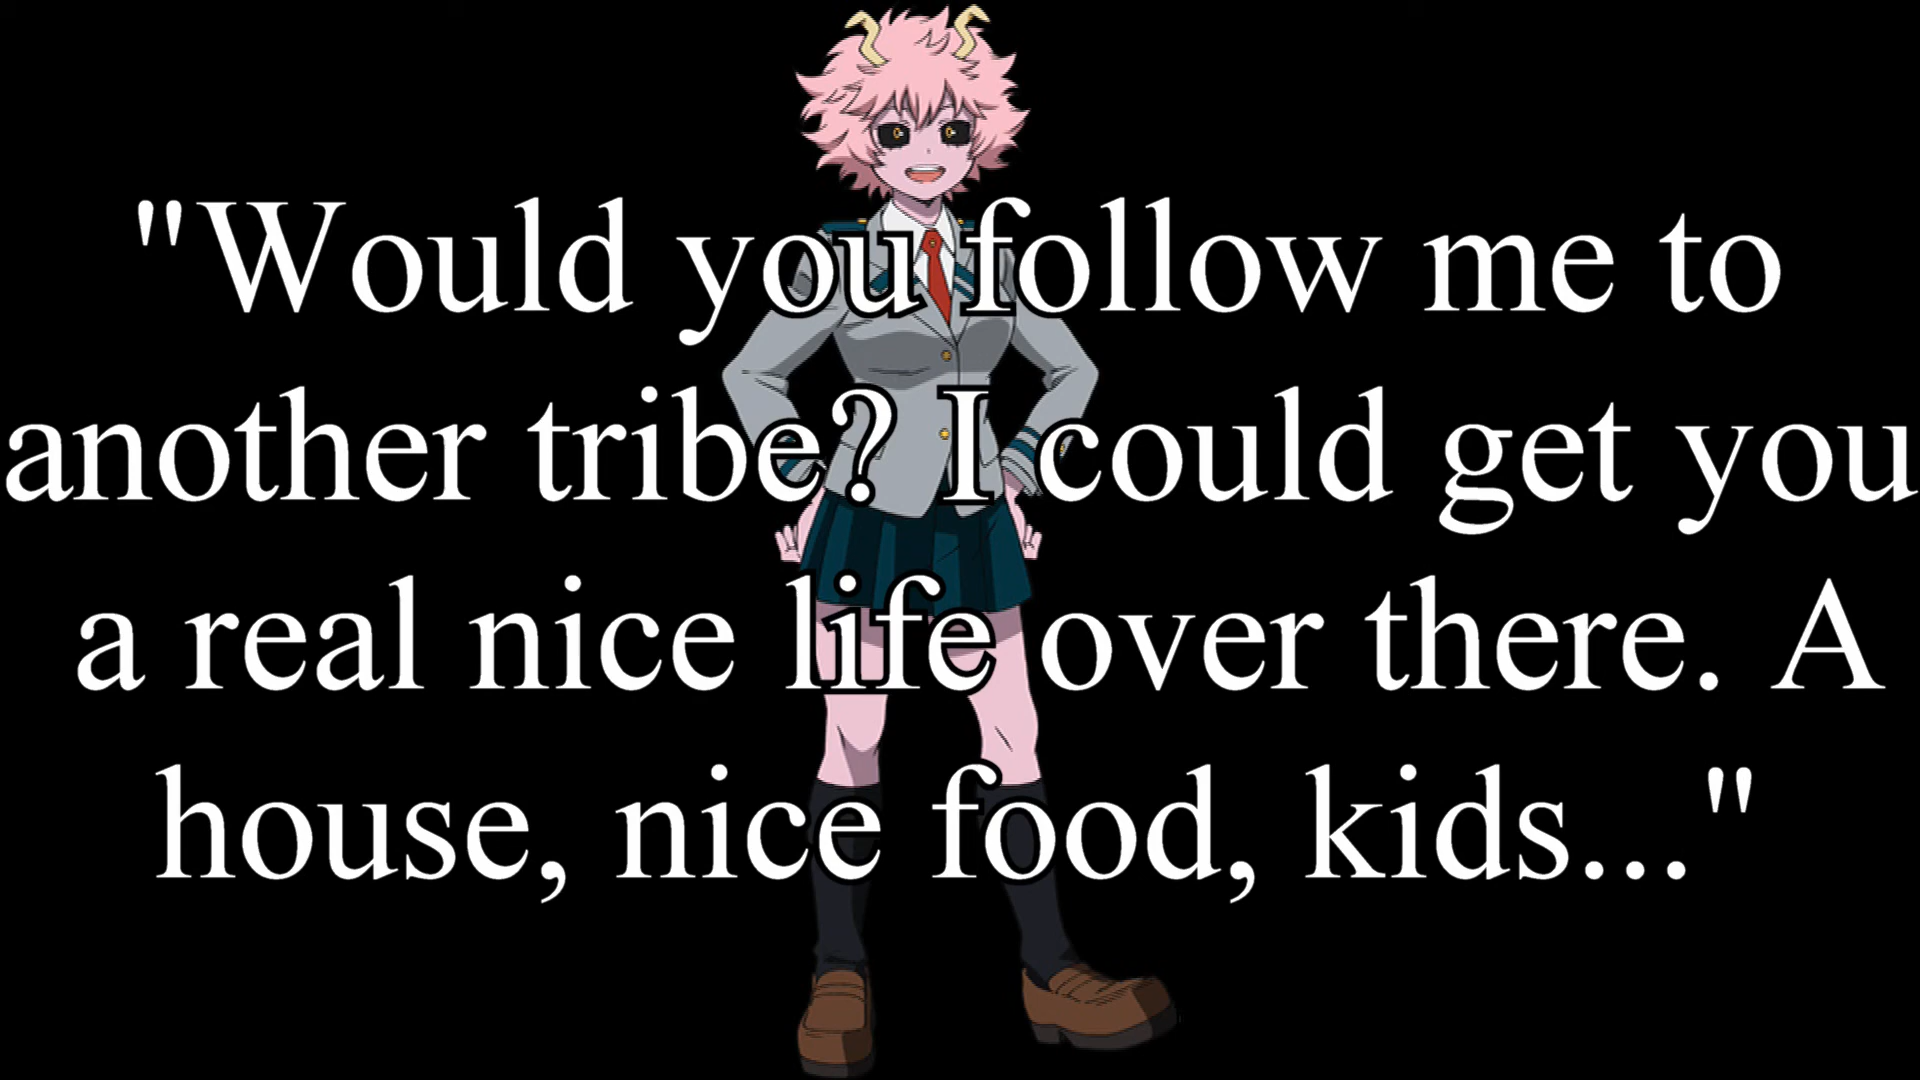 "Would you follow me to
another tribe? I could get you
a real nice life over there. A
house, nice food, kids..."